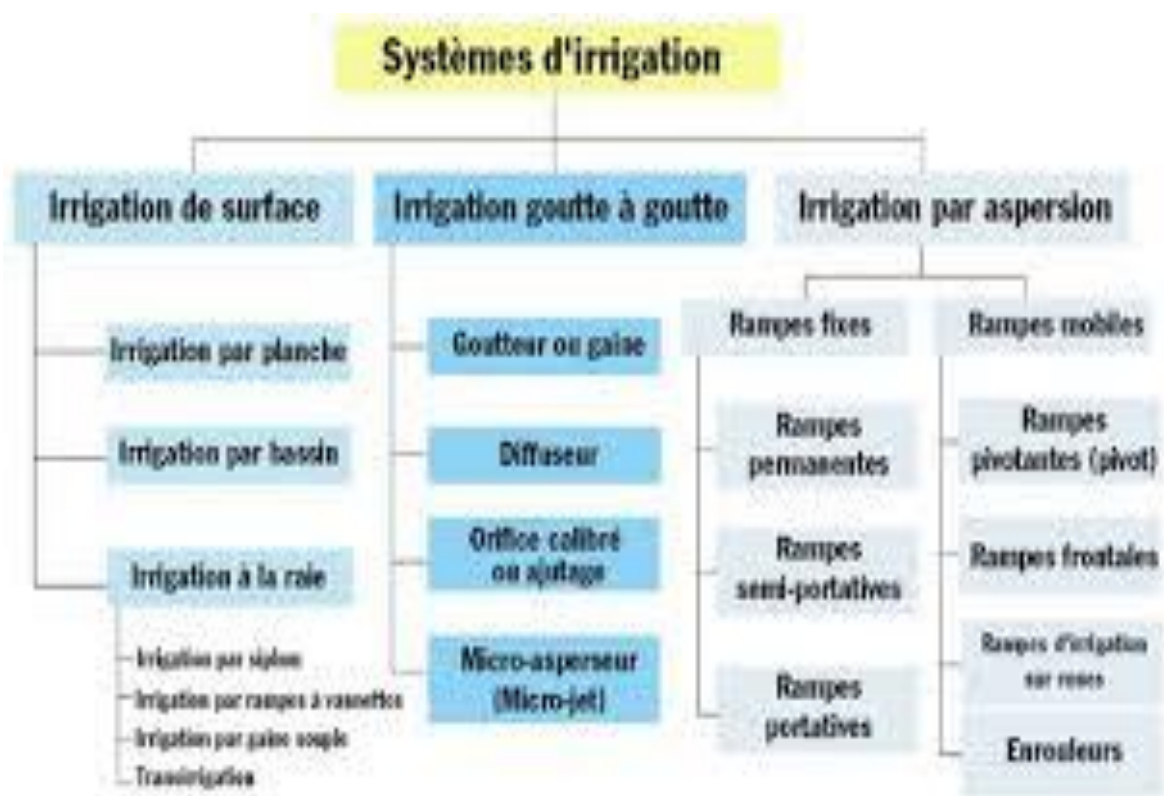 Systèmes d'irrigation
Irrigation de surface
Irrigation par planche
Irrigation par bassin
Irrigation à la raie
Irrigation par siphon
Irrigation par rampes à vannettes
Irrigation par gaine souple
Transirrigation
Irrigation goutte à goutte
Goutteur ou gaine
Diffuseur
Orifice calibré
ou ajutage
Micro-asperseur
(Micro-jet)
Irrigation par aspersion
Rampes fixes
Rampes
permanentes
Rampes
semi-portatives
Rampes
portatives
Rampes mobiles
Rampes
pivotantes (pivot)
Rampes frontales
Rampes d'irrigation
sur roues
Enrouleurs